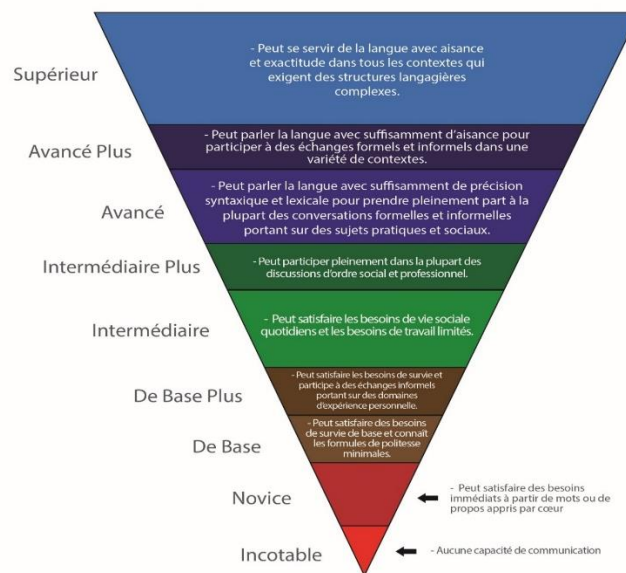 Supérieur
- Peut se servir de la langue avec aisance
et exactitude dans tous les contextes qui
exigent des structures langagières
complexes.
Avancé Plus
- Peut parler la langue avec suffisamment d'aisance pour
participer à des échanges formels et informels dans une
variété de contextes.
Avancé
- Peut parler la langue avec suffisamment de précision
syntaxique et lexicale pour prendre pleinement part à la
plupart des conversations formelles et informelles
portant sur des sujets pratiques et sociaux.
Intermédiaire Plus
- Peut participer pleinement dans la plupart des
discussions d'ordre social et professionnel.
Intermédiaire
- Peut satisfaire les besoins de vie sociale
quotidiens et les besoins de travail limités.
De Base Plus
- Peut satisfaire les besoins de survie et
participe à des échanges informels
portant sur des domaines
d'expérience personnelle.
De Base
- Peut satisfaire des besoins
de survie de base et connaît
les formules de politesse
minimales.
Novice
- Peut satisfaire des besoins
immédiats à partir de mots ou de
propos appris par cœur
Incotable
- Aucune capacité de communication